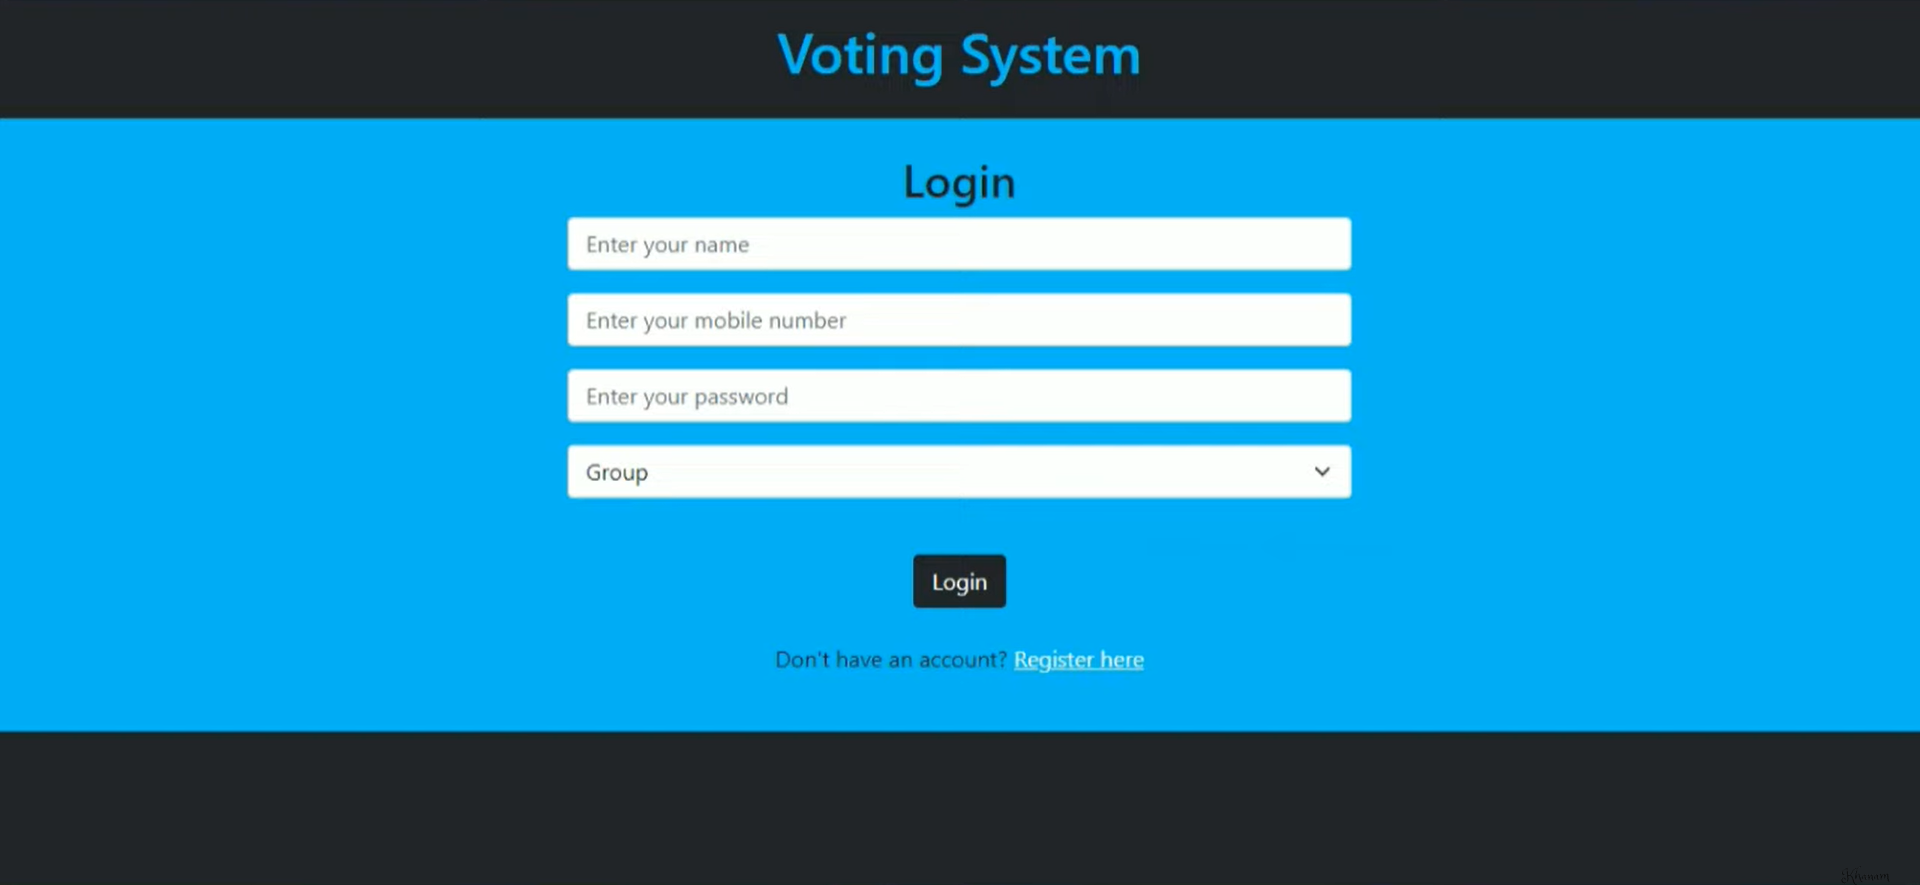 Voting System
Login
Enter your name
Enter your mobile number
Enter your password
Group
Login
Don't have an account? Register here